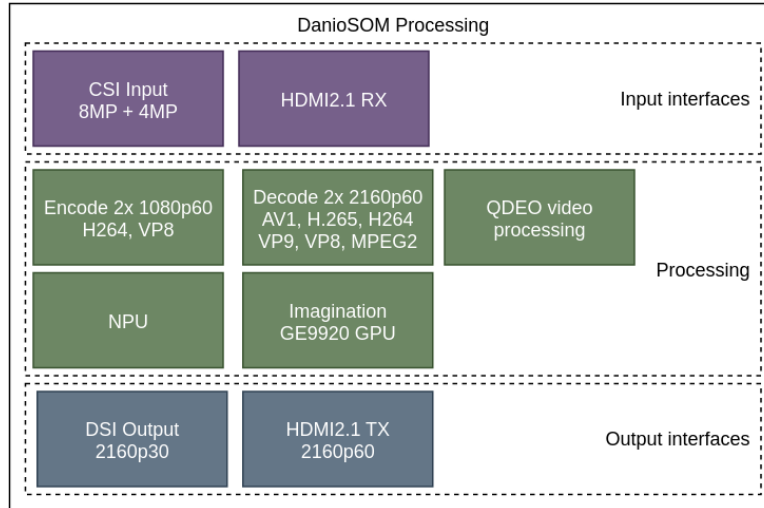 DanioSOM Processing
CSI Input
8MP + 4MP
HDMI2.1 RX
Input interfaces
Encode 2x 1080p60
H264, VP8
Decode 2x 2160p60
AV1, H.265, H264
VP9, VP8, MPEG2
QDEO video
processing
Processing
NPU
Imagination
GE9920 GPU
DSI Output
2160p30
HDMI2.1 TX
2160p60
Output interfaces